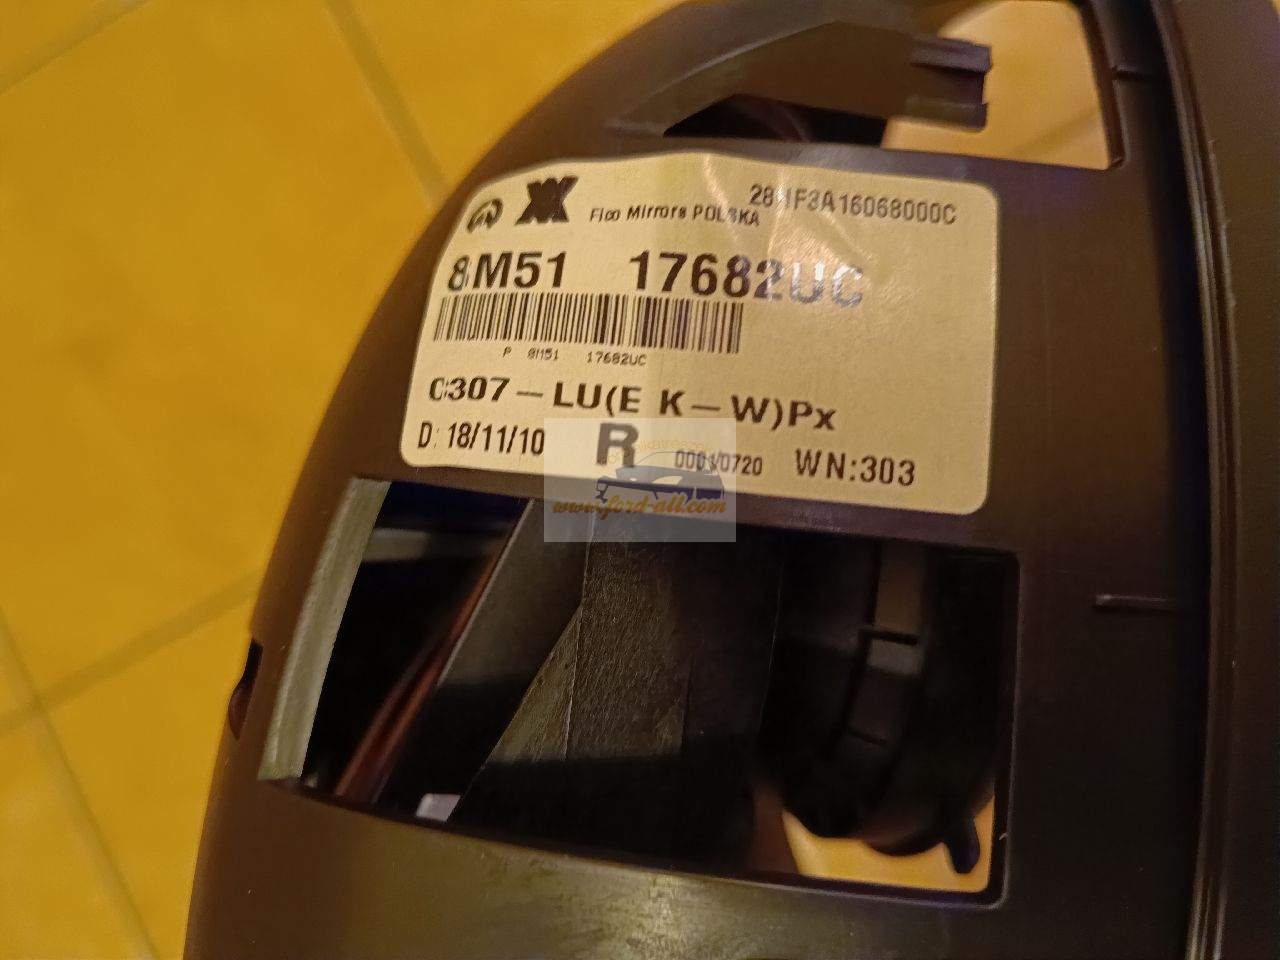 Fico Mirrors POLSKA
8M51 17682UC
P 8M51 17682UC
C307-LU(E K-W)Px
D: 18/11/10 R 0720 WN:303
www.ford-all.com